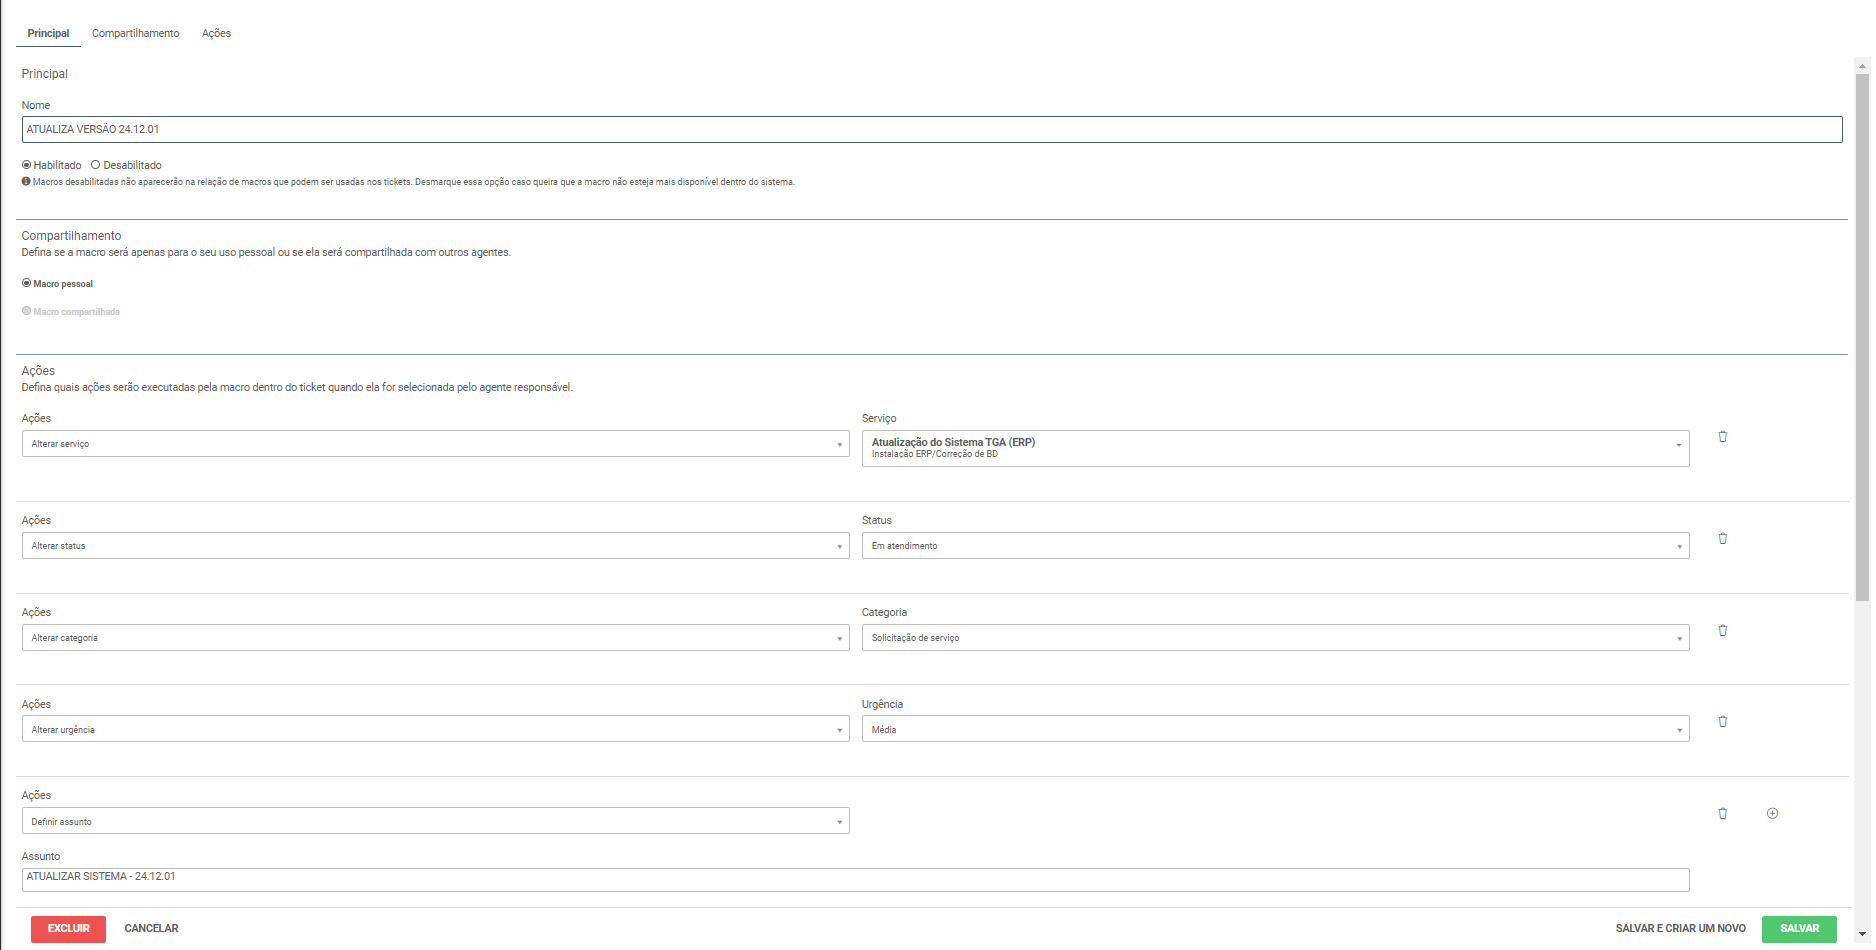 Principal Compartilhamento Ações
Principal
Nome
ATUALIZA VERSÃO 24.12.01
Habilitado Desabilitado
Macros desabilitadas não aparecerão na relação de macros que podem ser usadas nos tickets. Desmarque essa opção caso queira que a macro não esteja mais disponível dentro do sistema.
Compartilhamento
Defina se a macro será apenas para o seu uso pessoal ou se ela será compartilhada com outros agentes.
Macro pessoal
Macro compartilhada
Ações
Defina quais ações serão executadas pela macro dentro do ticket quando ela for selecionada pelo agente responsável.
Ações Serviço
Alterar serviço Atualização do Sistema TGA (ERP)
Instalação ERP/Correção de BD
Ações Status
Alterar status Em atendimento
Ações Categoria
Alterar categoria Solicitação de serviço
Ações Urgência
Alterar urgência Média
Ações
Definir assunto
Assunto
ATUALIZAR SISTEMA - 24.12.01
EXCLUIR CANCELAR SALVAR E CRIAR UM NOVO SALVAR